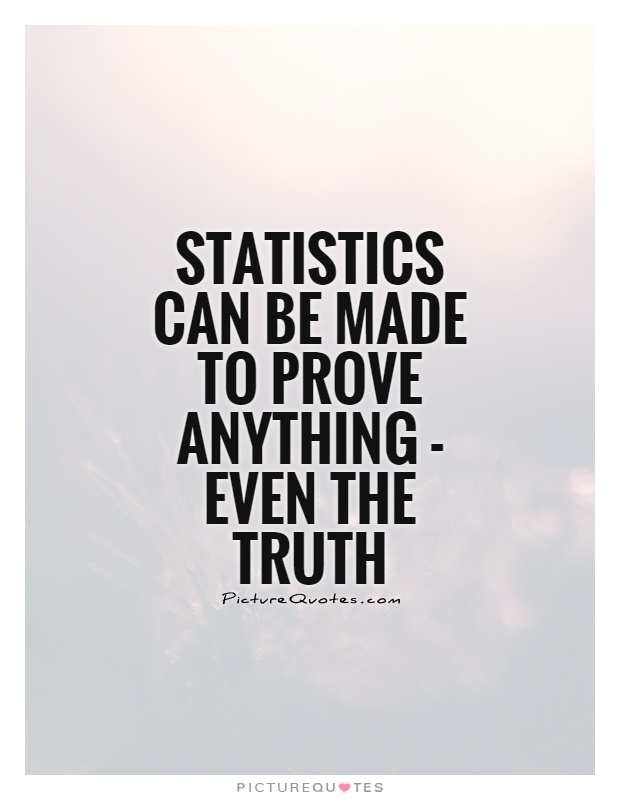 STATISTICS
CAN BE MADE
TO PROVE
ANYTHING -
EVEN THE
TRUTH
PictureQuotes.com
PICTUREQUOTES